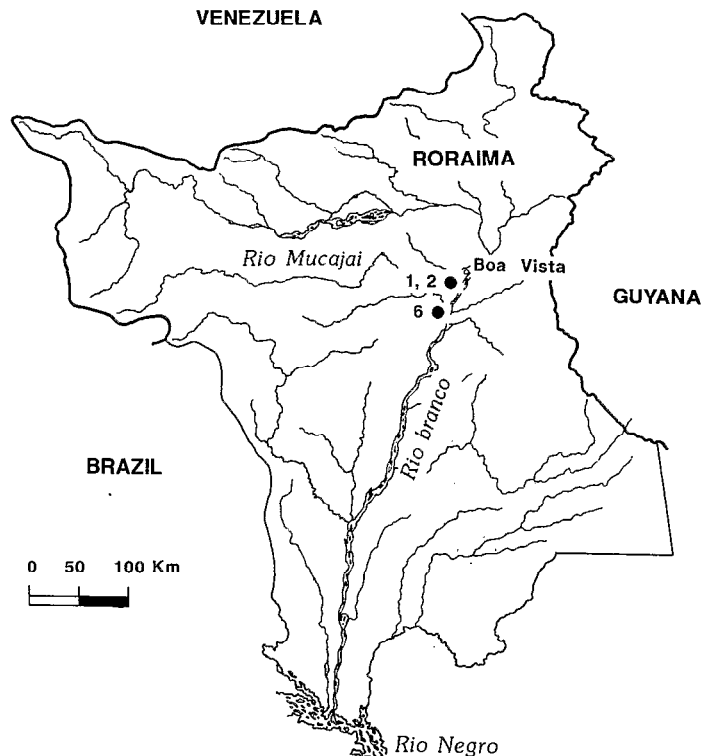 VENEZUELA
RORAIMA
Rio Mucajai
Boa Vista
1, 2
GUYANA
6
Rio branco
BRAZIL
0 50 100 Km
Rio Negro